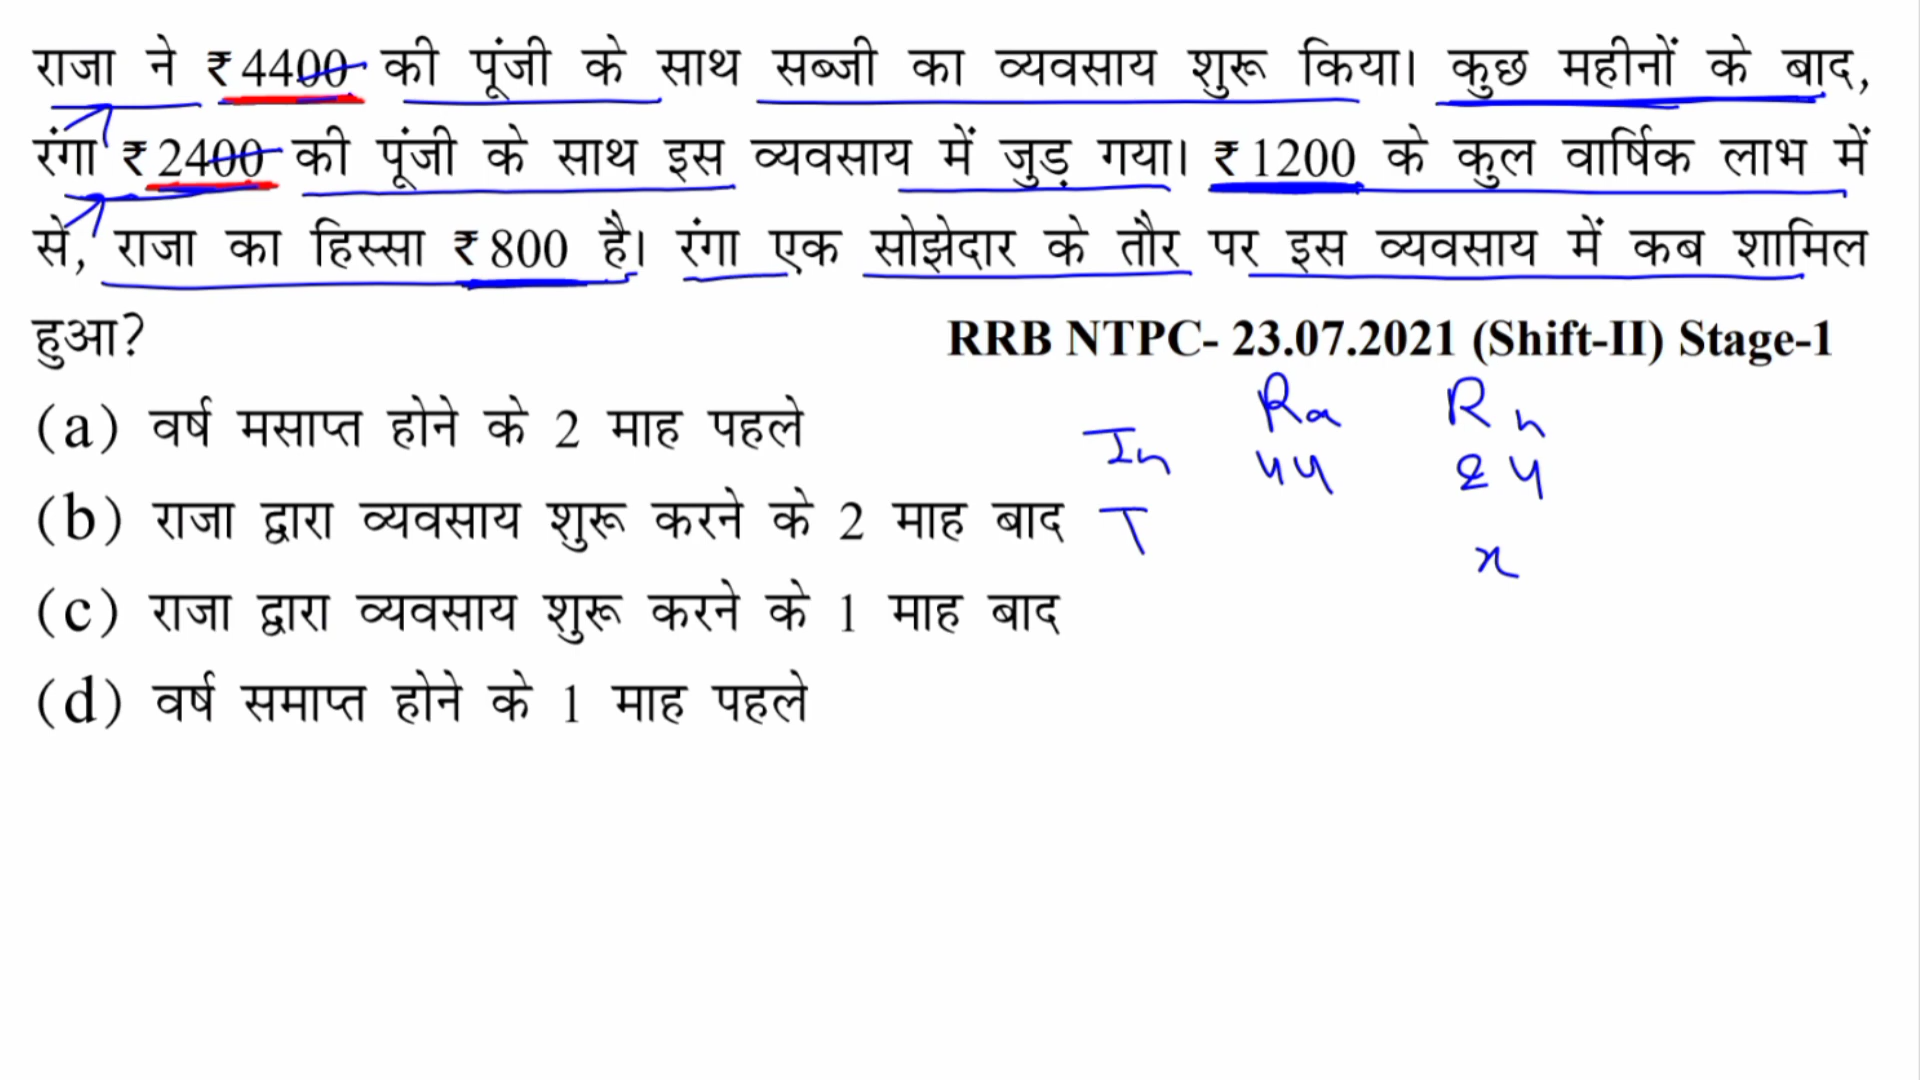 राजा ने ₹4400 की पूंजी के साथ सब्जी का व्यवसाय शुरू किया। कुछ महीनों के बाद,
रंगा ₹2400 की पूंजी के साथ इस व्यवसाय में जुड़ गया। ₹1200 के कुल वार्षिक लाभ में
से, राजा का हिस्सा ₹800 है। रंगा एक सोझेदार के तौर पर इस व्यवसाय में कब शामिल
हुआ? RRB NTPC- 23.07.2021 (Shift-II) Stage-1
(a) वर्ष मसाप्त होने के 2 माह पहले
(b) राजा द्वारा व्यवसाय शुरू करने के 2 माह बाद
(c) राजा द्वारा व्यवसाय शुरू करने के 1 माह बाद
(d) वर्ष समाप्त होने के 1 माह पहले
Ra Rn
In 44 24
T x